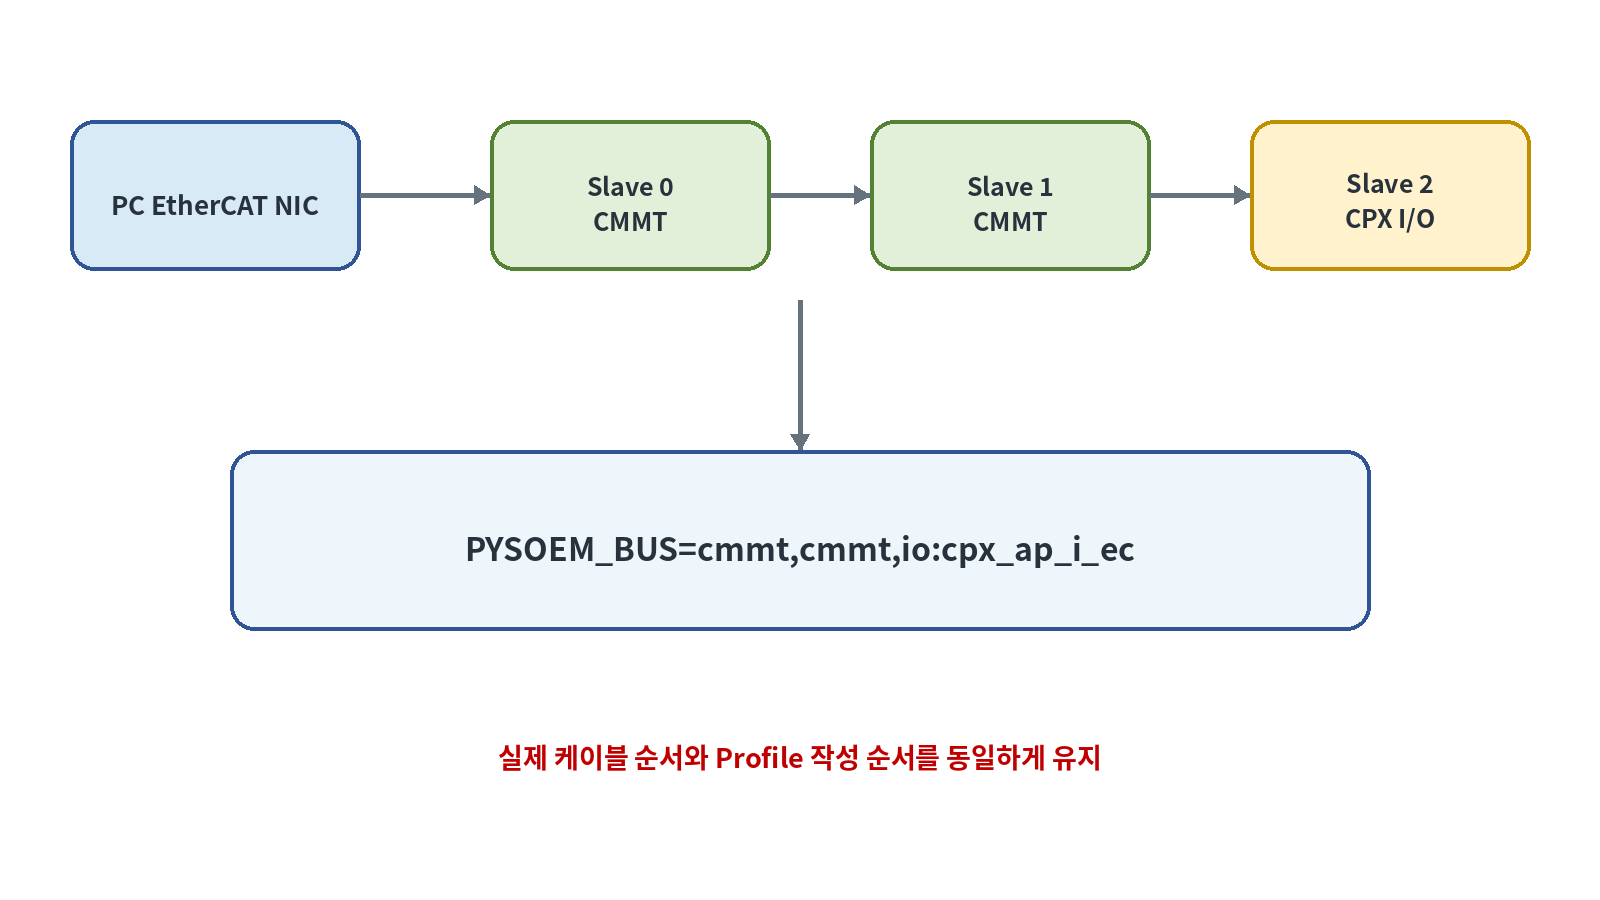 PC EtherCAT NIC
Slave 0
CMMT
Slave 1
CMMT
Slave 2
CPX I/O
PYSOEM_BUS=cmmt,cmmt,io:cpx_ap_i_ec
실제 케이블 순서와 Profile 작성 순서를 동일하게 유지